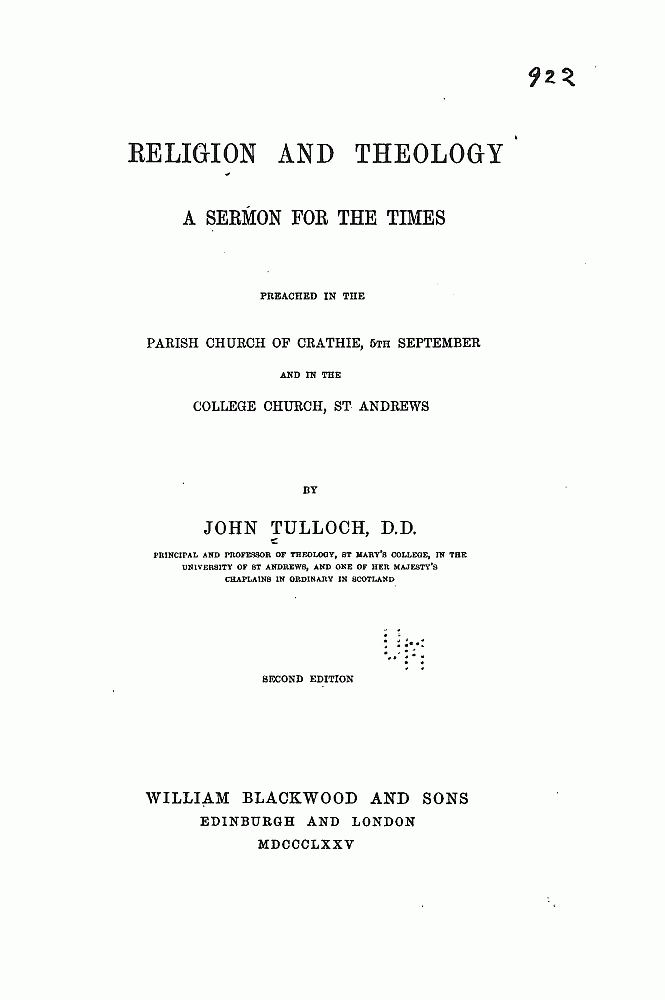 922
RELIGION AND THEOLOGY
A SERMON FOR THE TIMES
PREACHED IN THE
PARISH CHURCH OF CRATHIE, 5TH SEPTEMBER
AND IN THE
COLLEGE CHURCH, ST ANDREWS
BY
JOHN TULLOCH, D.D.
PRINCIPAL AND PROFESSOR OF THEOLOGY, ST MARY'S COLLEGE, IN THE
UNIVERSITY OF ST ANDREWS, AND ONE OF HER MAJESTY'S
CHAPLAINS IN ORDINARY IN SCOTLAND
SECOND EDITION
WILLIAM BLACKWOOD AND SONS
EDINBURGH AND LONDON
MDCCCLXXV